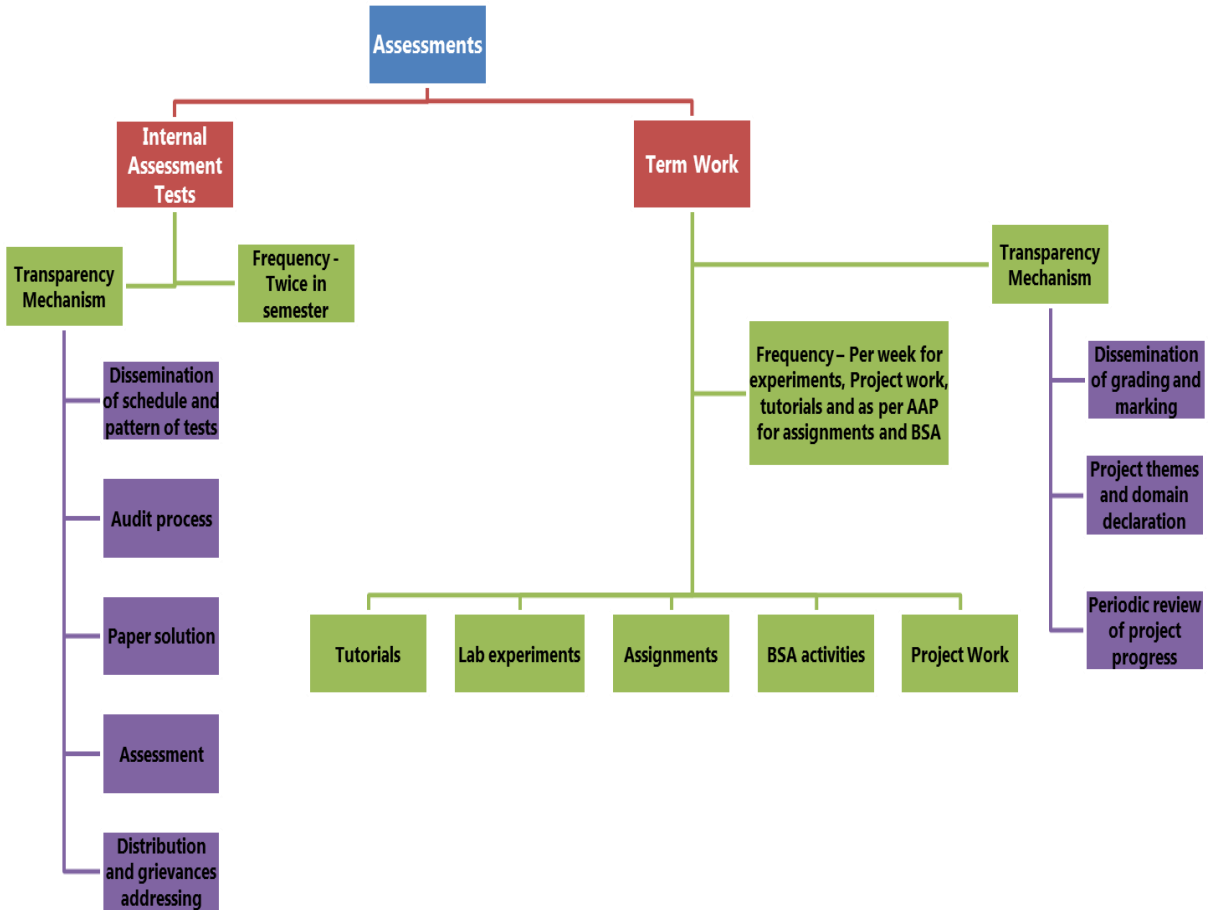 Assessments
Internal
Assessment
Tests
Term Work
Transparency
Mechanism
Frequency -
Twice in
semester
Transparency
Mechanism
Frequency – Per week for
experiments, Project work,
tutorials and as per AAP
for assignments and BSA
Dissemination
of schedule and
pattern of tests
Audit process
Paper solution
Assessment
Distribution
and grievances
addressing
Tutorials
Lab experiments
Assignments
BSA activities
Project Work
Dissemination
of grading and
marking
Project themes
and domain
declaration
Periodic review
of project
progress